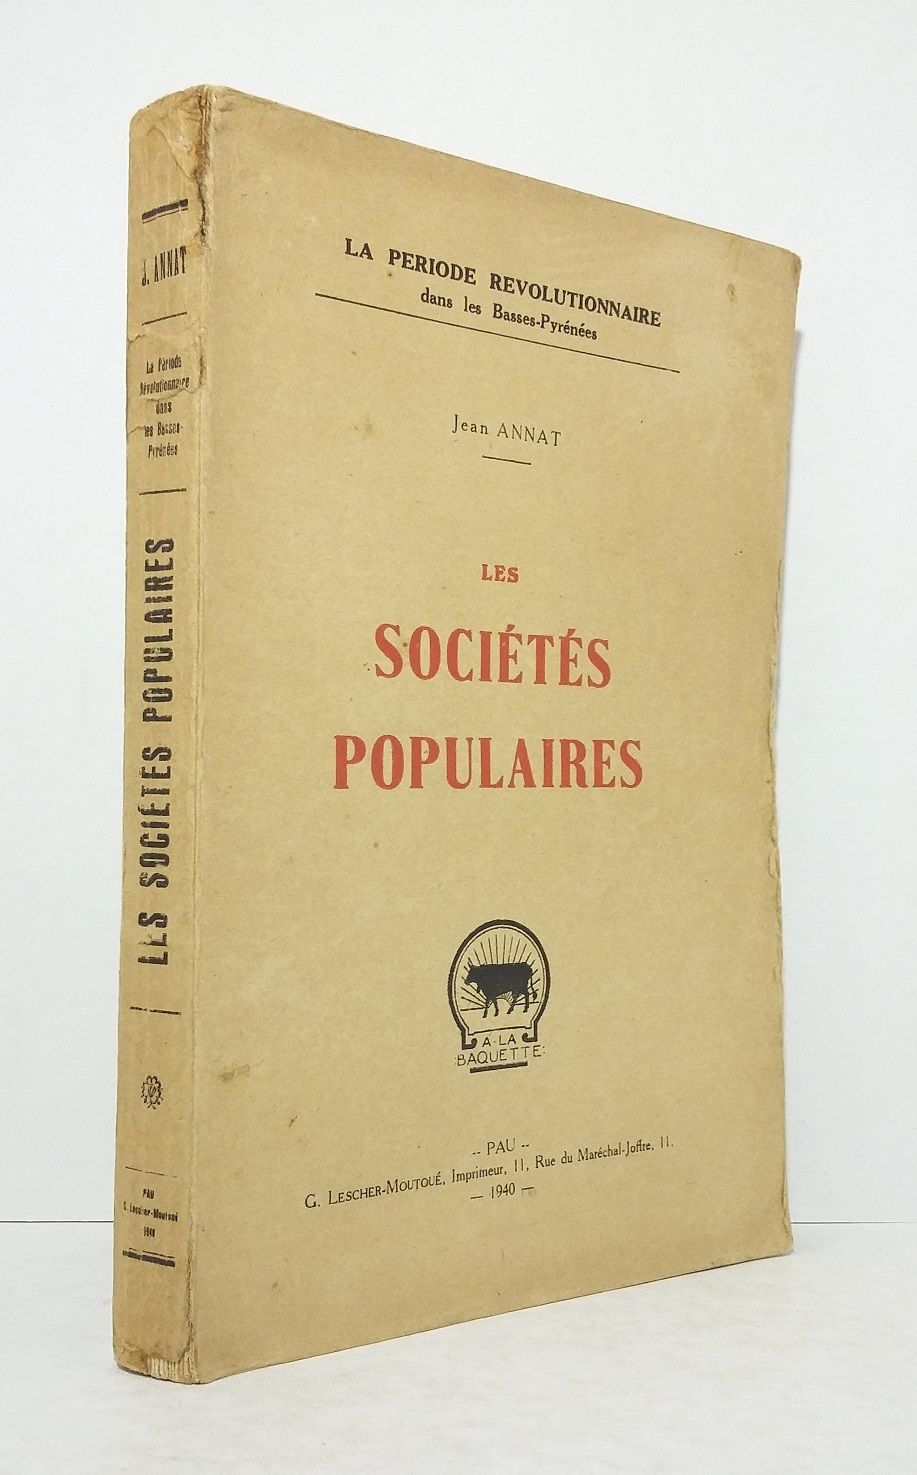 J. ANNAT
La Période
Révolutionnaire
dans
les Basses-
Pyrénées
LES SOCIÉTÉS POPULAIRES
PAU
G. Lescher-Moutoué
1940
LA PERIODE REVOLUTIONNAIRE
dans les Basses-Pyrénées
Jean ANNAT
LES
SOCIÉTÉS
POPULAIRES
A·LA
·BAQUETTE·
-- PAU --
G. LESCHER-MOUTOUÉ, Imprimeur, 11, Rue du Maréchal-Joffre, 11.
— 1940 —